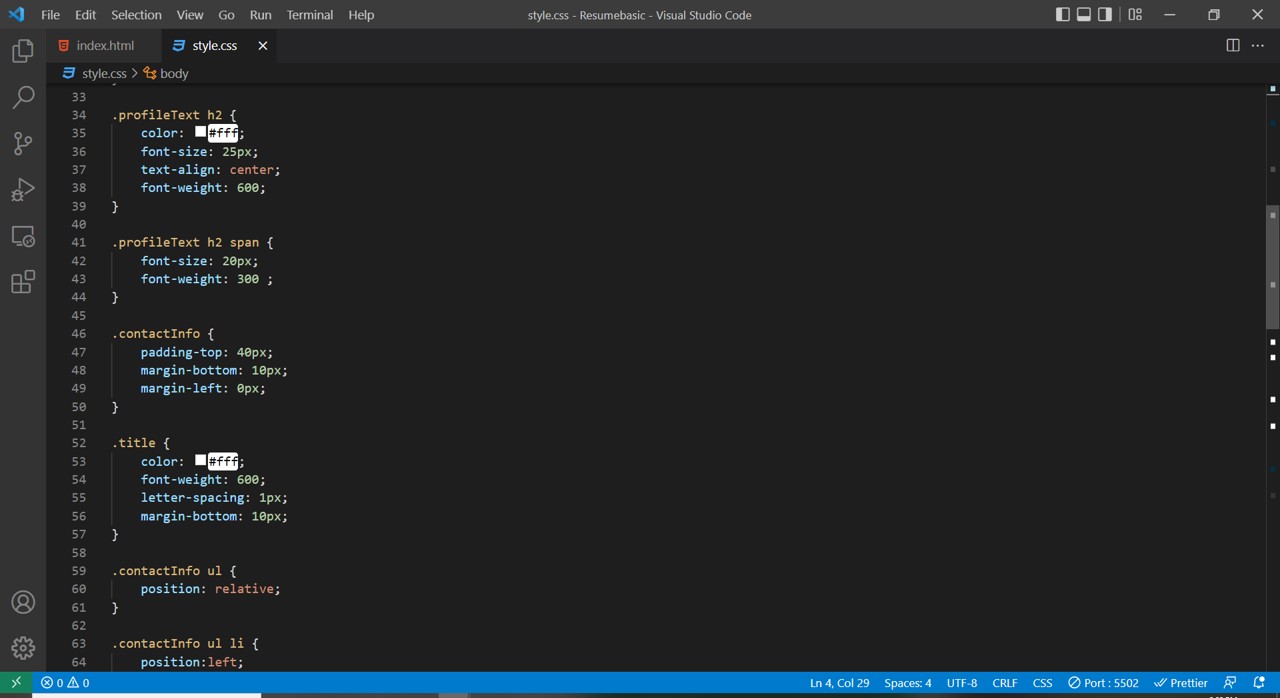 File Edit Selection View Go Run Terminal Help style.css - Resumebasic - Visual Studio Code
index.html style.css
style.css > body
33
34 .profileText h2 {
35 color: #fff;
36 font-size: 25px;
37 text-align: center;
38 font-weight: 600;
39 }
40
41 .profileText h2 span {
42 font-size: 20px;
43 font-weight: 300 ;
44 }
45
46 .contactInfo {
47 padding-top: 40px;
48 margin-bottom: 10px;
49 margin-left: 0px;
50 }
51
52 .title {
53 color: #fff;
54 font-weight: 600;
55 letter-spacing: 1px;
56 margin-bottom: 10px;
57 }
58
59 .contactInfo ul {
60 position: relative;
61 }
62
63 .contactInfo ul li {
64 position:left;
0 0 Ln 4, Col 29 Spaces: 4 UTF-8 CRLF CSS Port : 5502 Prettier